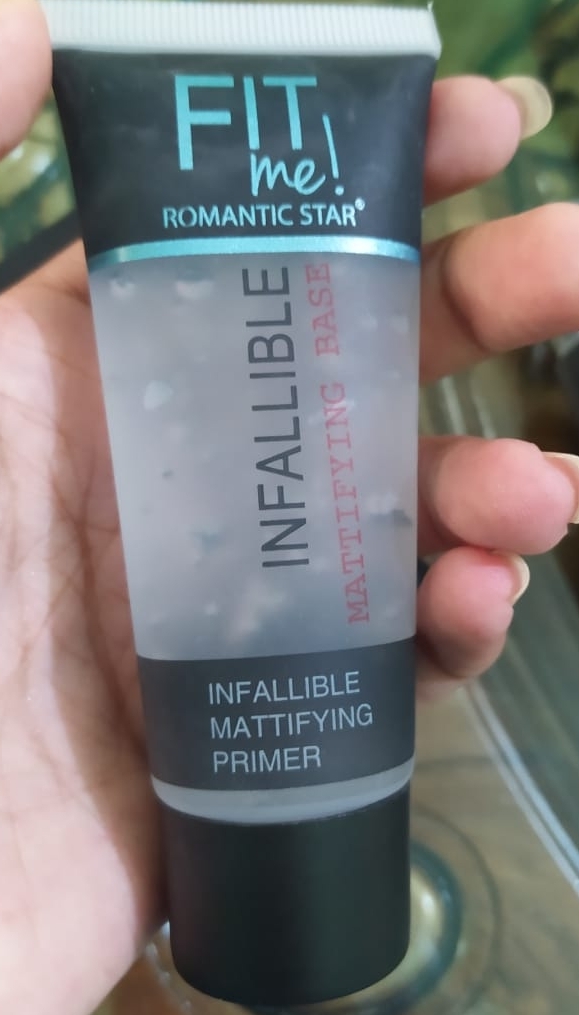 FIT
me!
ROMANTIC STAR®
INFALLIBLE
MATTIFYING BASE
INFALLIBLE
MATTIFYING
PRIMER